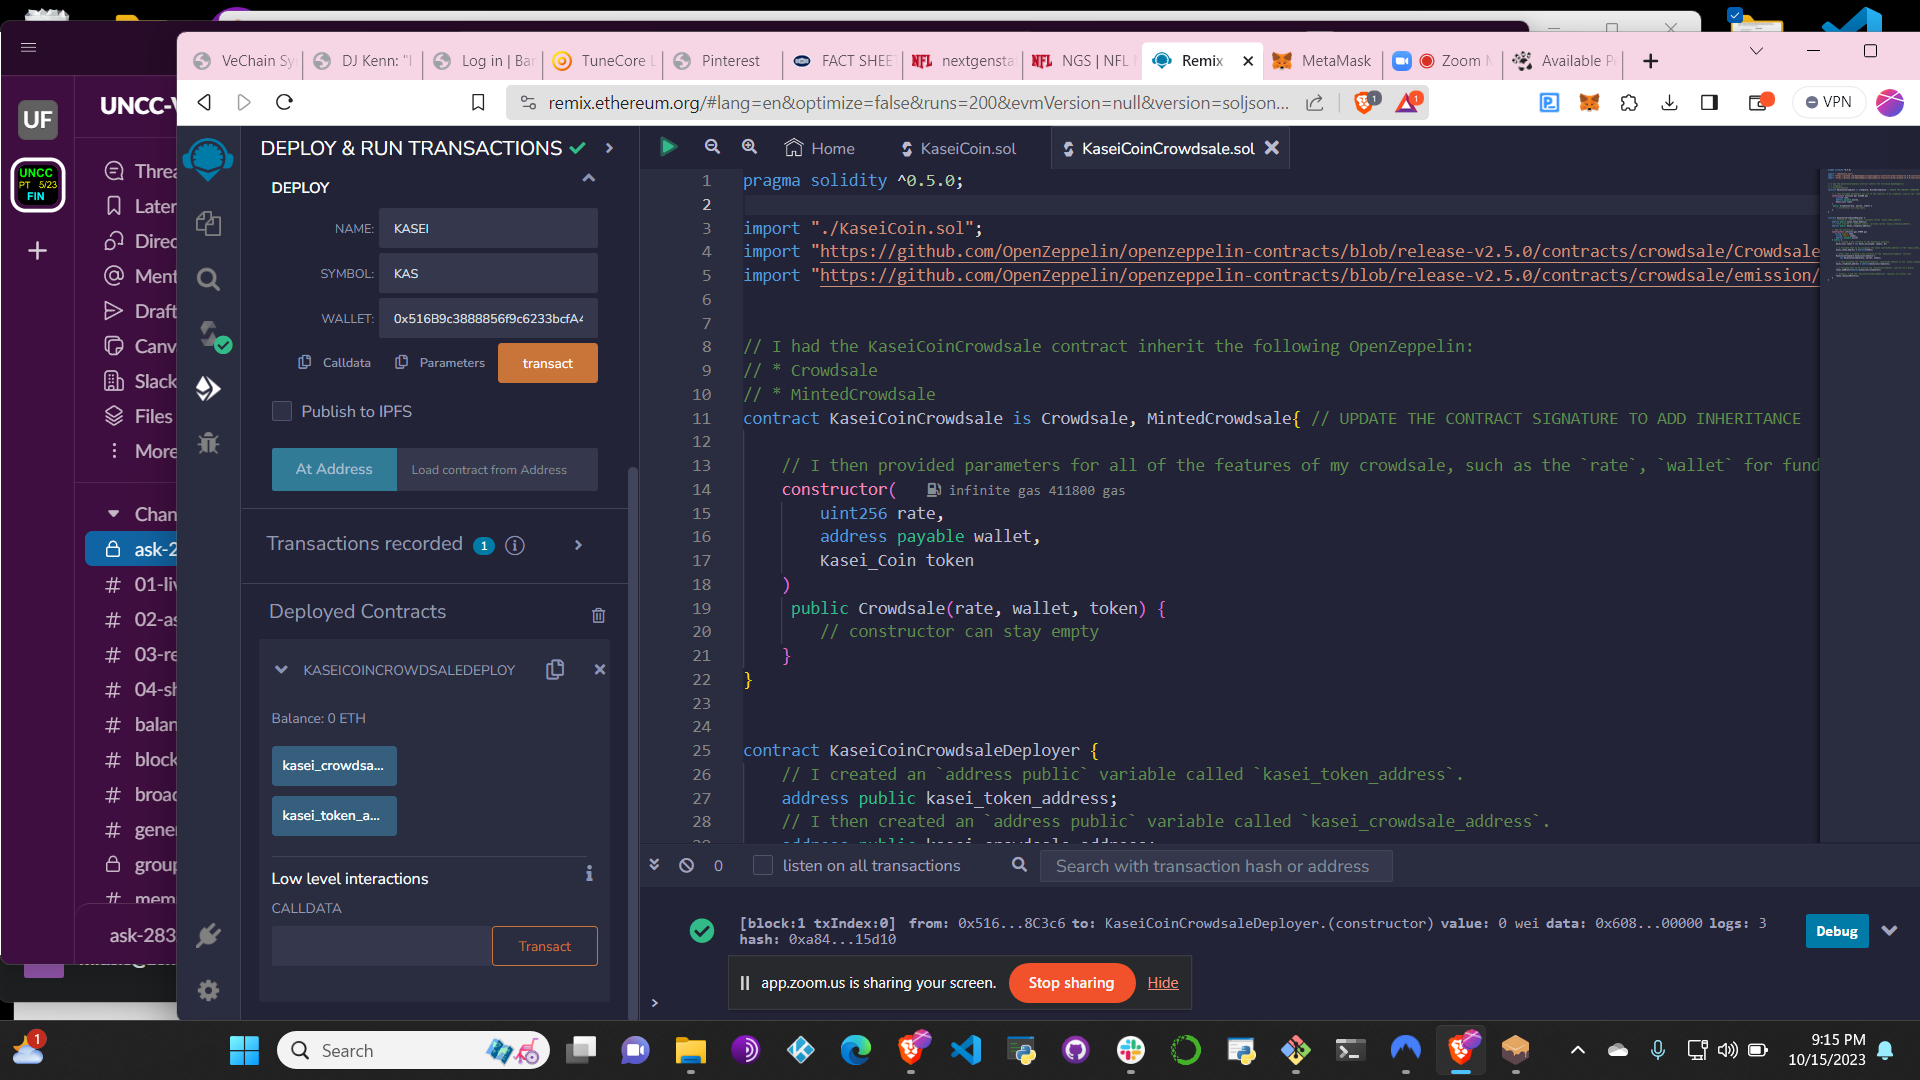 VeChain Sy
DJ Kenn: "I
Log in | Ban
TuneCore L
Pinterest
FACT SHEE
NFL nextgensta
NFL NGS | NFL
Remix
MetaMask
Zoom
Available P
remix.ethereum.org/#lang=en&optimize=false&runs=200&evmVersion=null&version=soljson...
1
1
VPN
UF
UNCC
PT 5/23
FIN
UNCC-V
Threa
Later
Direc
Ment
Draft
Canv
Slack
Files
More
Chan
ask-2
01-liv
02-as
03-re
04-sh
balan
block
broad
gener
group
mem
ask-283
DEPLOY & RUN TRANSACTIONS
DEPLOY
NAME: KASEI
SYMBOL: KAS
WALLET: 0x516B9c3888856f9c6233bcfA4
Calldata
Parameters
transact
Publish to IPFS
At Address
Load contract from Address
Transactions recorded 1
Deployed Contracts
KASEICOINCROWDSALEDEPLOY
Balance: 0 ETH
kasei_crowdsa...
kasei_token_a...
Low level interactions
CALLDATA
Transact
Home
KaseiCoin.sol
KaseiCoinCrowdsale.sol
1 pragma solidity ^0.5.0;
2
3 import "./KaseiCoin.sol";
4 import "https://github.com/OpenZeppelin/openzeppelin-contracts/blob/release-v2.5.0/contracts/crowdsale/Crowdsale
5 import "https://github.com/OpenZeppelin/openzeppelin-contracts/blob/release-v2.5.0/contracts/crowdsale/emission/
6
7
8 // I had the KaseiCoinCrowdsale contract inherit the following OpenZeppelin:
9 // * Crowdsale
10 // * MintedCrowdsale
11 contract KaseiCoinCrowdsale is Crowdsale, MintedCrowdsale{ // UPDATE THE CONTRACT SIGNATURE TO ADD INHERITANCE
12
13 // I then provided parameters for all of the features of my crowdsale, such as the `rate`, `wallet` for fund
14 constructor( infinite gas 411800 gas
15 uint256 rate,
16 address payable wallet,
17 Kasei_Coin token
18 )
19 public Crowdsale(rate, wallet, token) {
20 // constructor can stay empty
21 }
22 }
23
24
25 contract KaseiCoinCrowdsaleDeployer {
26 // I created an `address public` variable called `kasei_token_address`.
27 address public kasei_token_address;
28 // I then created an `address public` variable called `kasei_crowdsale_address`.
0
listen on all transactions
Search with transaction hash or address
[block:1 txIndex:0] from: 0x516...8C3c6 to: KaseiCoinCrowdsaleDeployer.(constructor) value: 0 wei data: 0x608...00000 logs: 3
hash: 0xa84...15d10
Debug
app.zoom.us is sharing your screen.
Stop sharing
Hide
>
1
Search
9:15 PM
10/15/2023